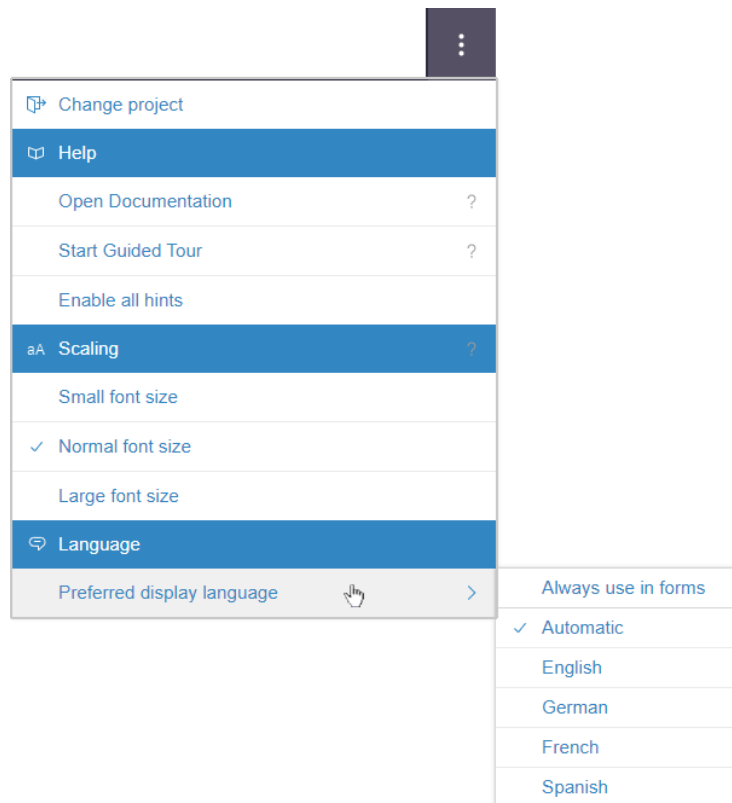 Change project
Help
Open Documentation ?
Start Guided Tour ?
Enable all hints
aA Scaling ?
Small font size
Normal font size
Large font size
Language
Preferred display language
Always use in forms
Automatic
English
German
French
Spanish